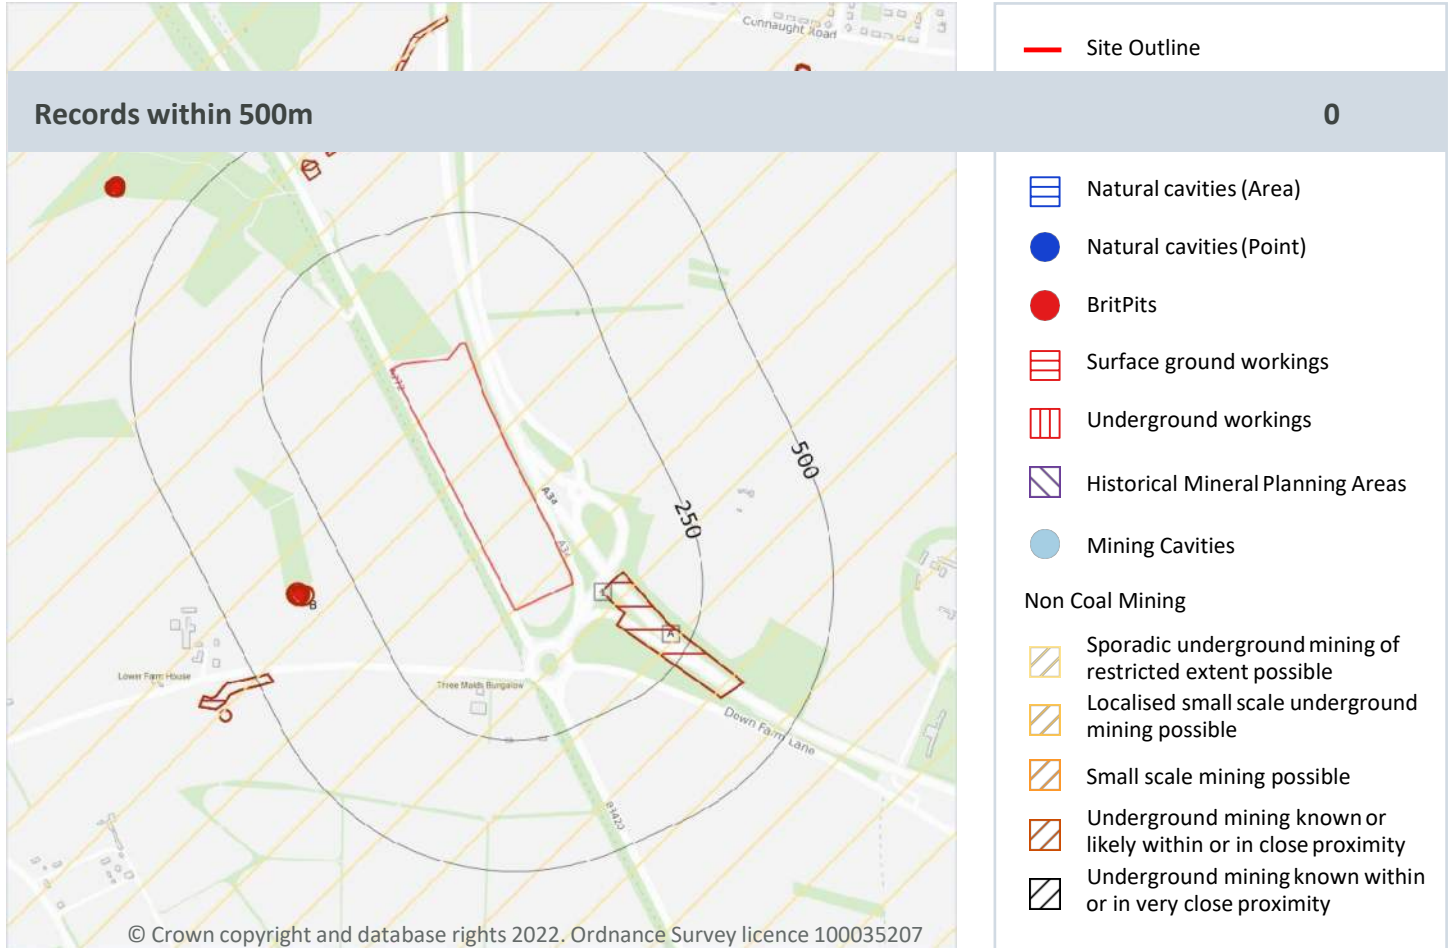 Connaught Road
Site Outline
Records within 500m 0
Natural cavities (Area)
Natural cavities (Point)
BritPits
Surface ground workings
Underground workings
Historical Mineral Planning Areas
Mining Cavities
Non Coal Mining
Sporadic underground mining of
restricted extent possible
Localised small scale underground
mining possible
Small scale mining possible
Underground mining known or
likely within or in close proximity
Underground mining known within
or in very close proximity
500
250
A34
A34
A
B
Lower Farm House
Three Maids Bungalow
Down Farm Lane
B3420
© Crown copyright and database rights 2022. Ordnance Survey licence 100035207